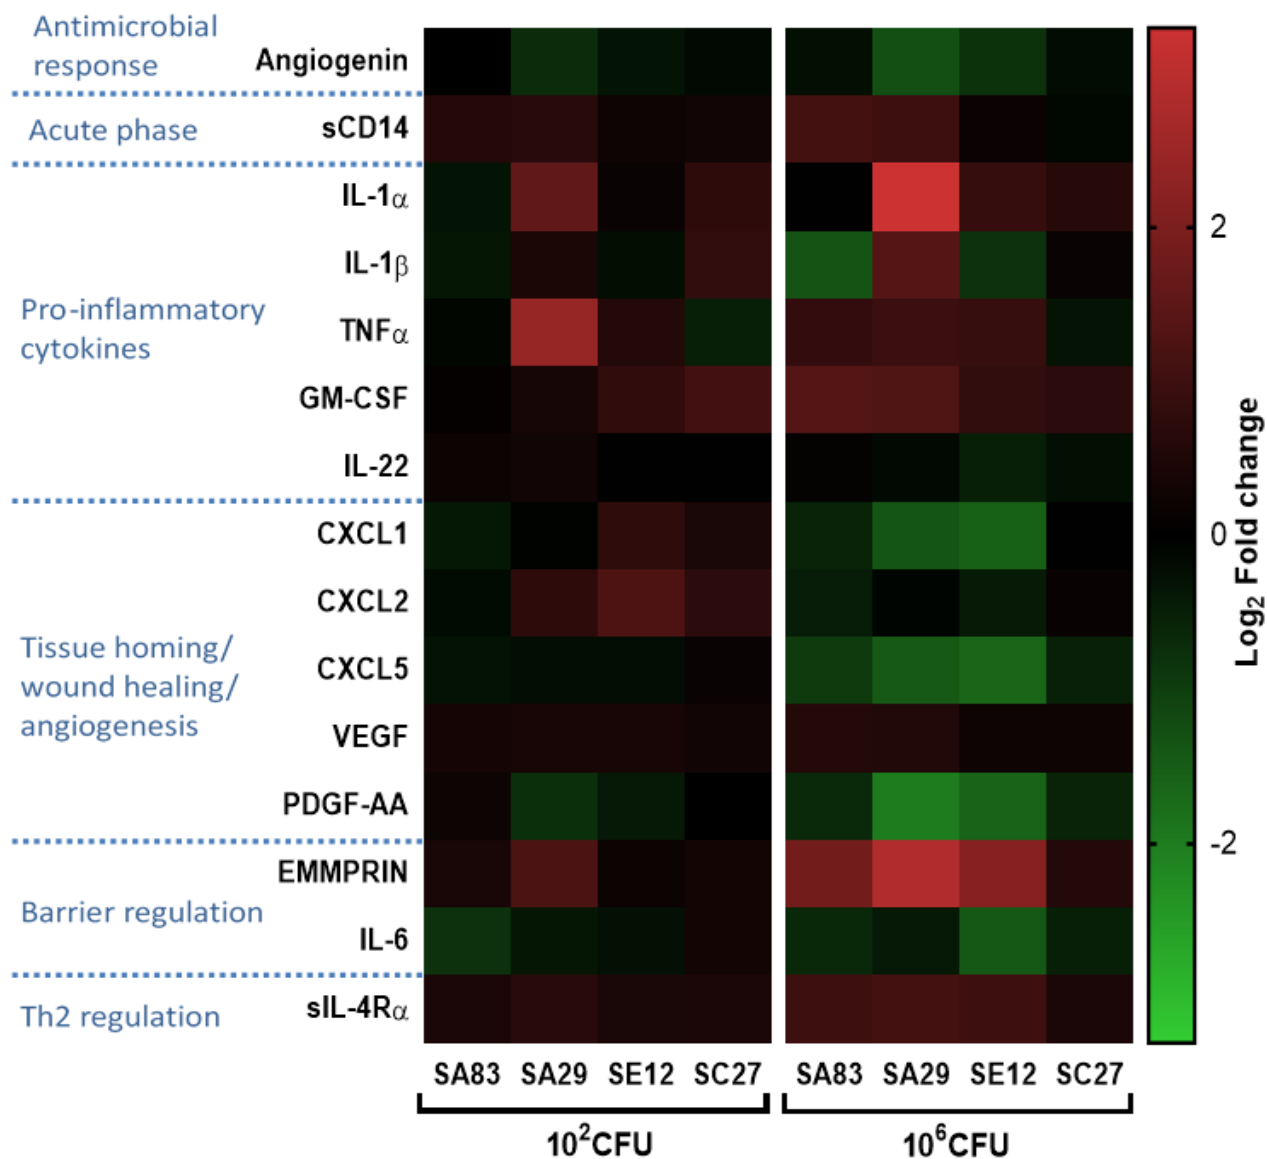 Antimicrobial
response
Angiogenin
Acute phase
sCD14
IL-1α
IL-1β
Pro-inflammatory
cytokines
TNFα
GM-CSF
IL-22
CXCL1
CXCL2
Tissue homing/
wound healing/
angiogenesis
CXCL5
VEGF
PDGF-AA
EMMPRIN
Barrier regulation
IL-6
Th2 regulation
sIL-4Rα
SA83 SA29 SE12 SC27 SA83 SA29 SE12 SC27
10²CFU 10⁶CFU
2
0
-2
Log₂ Fold change